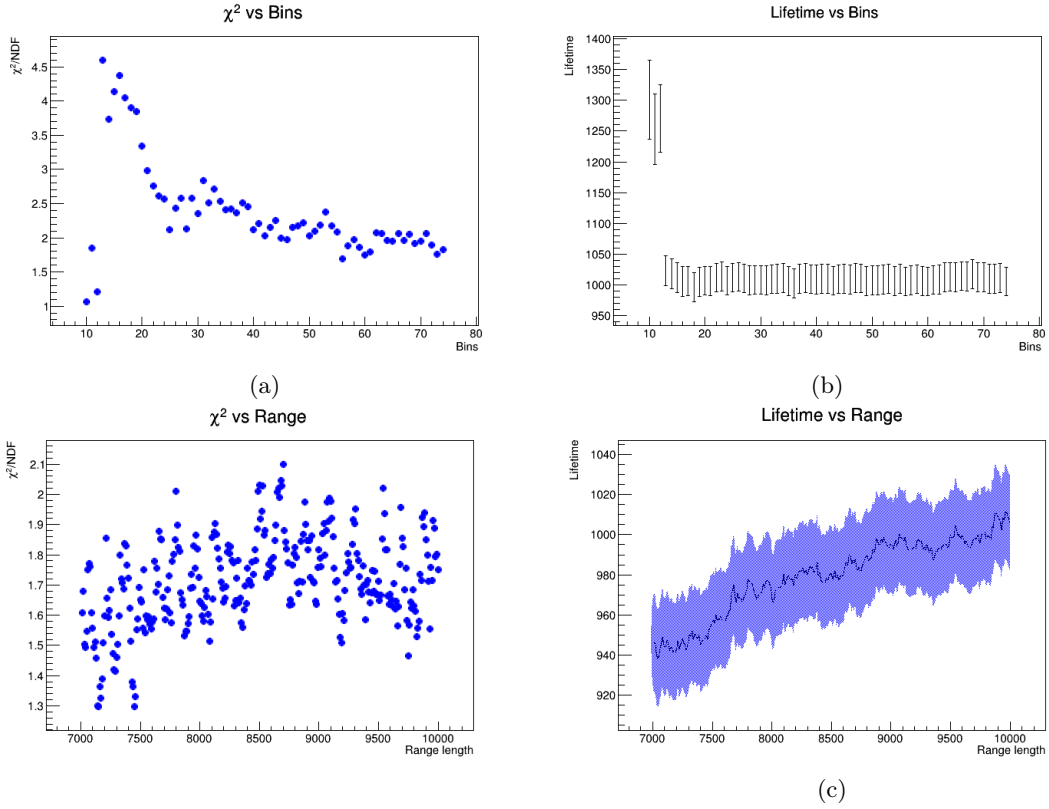 χ² vs Bins
χ²/NDF
4.5
4
3.5
3
2.5
2
1.5
1
10 20 30 40 50 60 70 80
Bins
(a)
Lifetime vs Bins
Lifetime
1400
1350
1300
1250
1200
1150
1100
1050
1000
950
10 20 30 40 50 60 70 80
Bins
(b)
χ² vs Range
χ²/NDF
2.1
2
1.9
1.8
1.7
1.6
1.5
1.4
1.3
7000 7500 8000 8500 9000 9500 10000
Range length
Lifetime vs Range
Lifetime
1040
1020
1000
980
960
940
920
7000 7500 8000 8500 9000 9500 10000
Range length
(c)